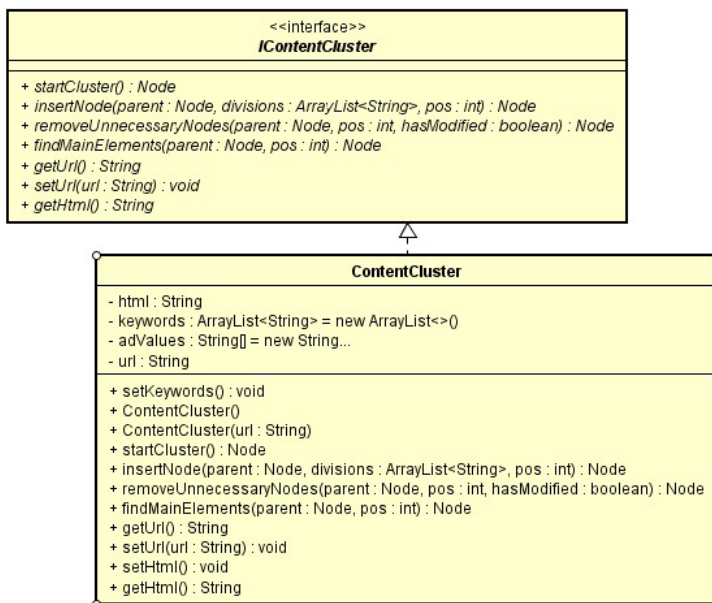 <<interface>>
IContentCluster
+ startCluster() : Node
+ insertNode(parent : Node, divisions : ArrayList<String>, pos : int) : Node
+ removeUnnecessaryNodes(parent : Node, pos : int, hasModified : boolean) : Node
+ findMainElements(parent : Node, pos : int) : Node
+ getUrl() : String
+ setUrl(url : String) : void
+ getHtml() : String
ContentCluster
- html : String
- keywords : ArrayList<String> = new ArrayList<>()
- adValues : String[] = new String...
- url : String
+ setKeywords() : void
+ ContentCluster()
+ ContentCluster(url : String)
+ startCluster() : Node
+ insertNode(parent : Node, divisions : ArrayList<String>, pos : int) : Node
+ removeUnnecessaryNodes(parent : Node, pos : int, hasModified : boolean) : Node
+ findMainElements(parent : Node, pos : int) : Node
+ getUrl() : String
+ setUrl(url : String) : void
+ setHtml() : void
+ getHtml() : String